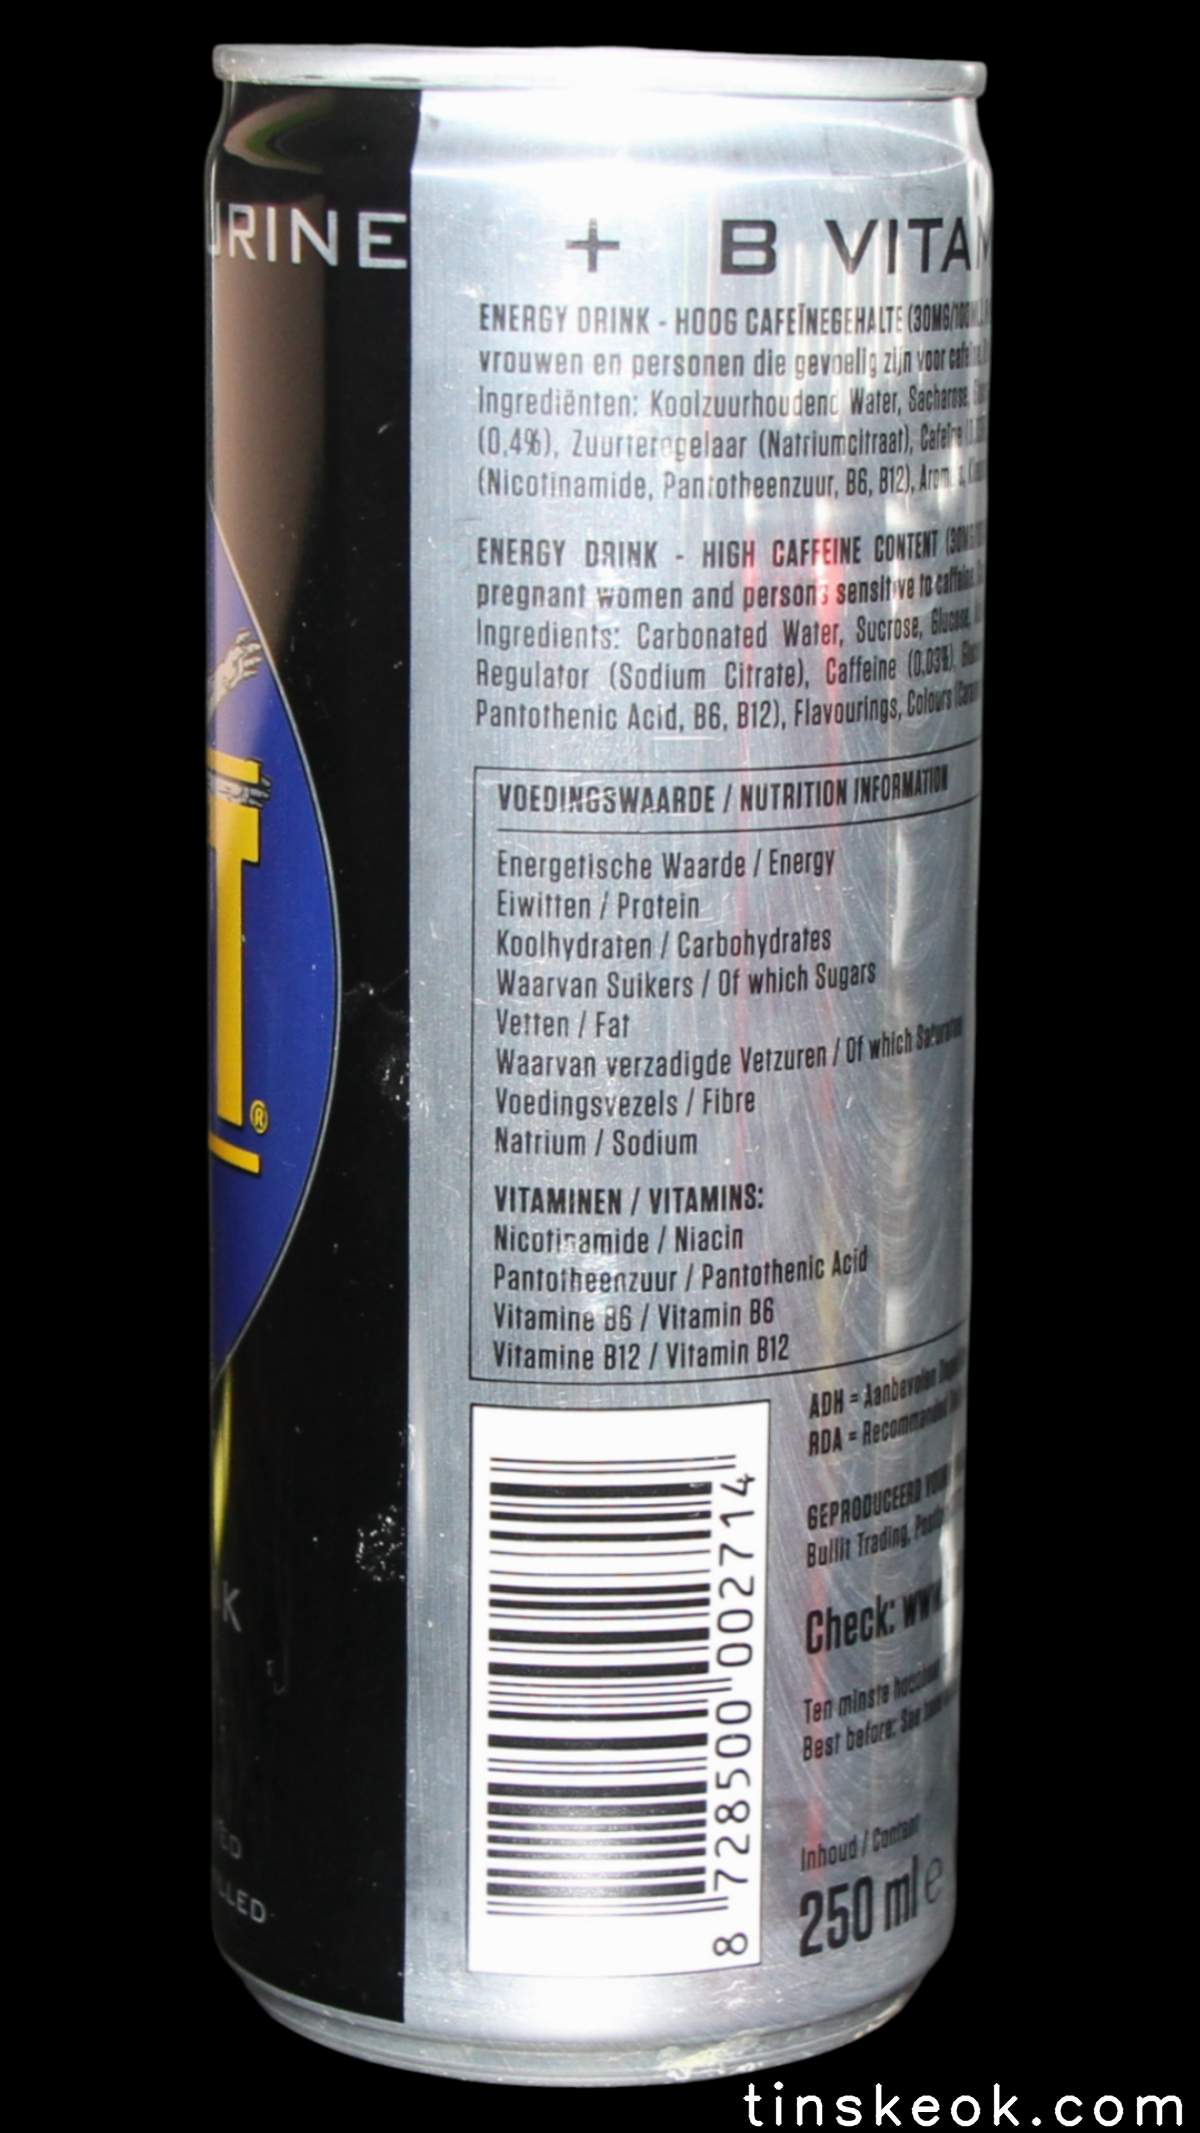 + B
ENERGY DRINK - HOOG CAFEÏNEGEHALTE
vrouwen en personen die gevoelig zijn voor
Ingrediënten: Koolzuurhoudend Water, Sacharose,
(0,4%), Zuurteregelaar (Natriumcitraat), Cafeïne
(Nicotinamide, Pantotheenzuur, B6, B12),
ENERGY DRINK - HIGH CAFFEINE CONTENT
pregnant women and persons sensitive to caffeine.
Ingredients: Carbonated Water, Sucrose, Glucose,
Regulator (Sodium Citrate), Caffeine (0,03%),
Pantothenic Acid, B6, B12), Flavourings, Colours
VOEDINGSWAARDE / NUTRITION INFORMATION
Energetische Waarde / Energy
Eiwitten / Protein
Koolhydraten / Carbohydrates
Waarvan Suikers / Of which Sugars
Vetten / Fat
Waarvan verzadigde Vetzuren / Of which
Voedingsvezels / Fibre
Natrium / Sodium
VITAMINEN / VITAMINS:
Nicotinamide / Niacin
Pantotheenzuur / Pantothenic Acid
Vitamine B6 / Vitamin B6
Vitamine B12 / Vitamin B12
ADH = Aanbevolen
RDA = Recommended
GEPRODUCEERD
Bullit Trading,
Check:
Ten minste
Best before: See
Inhoud / Content
250 ml e
8 728500 002714
T®
tinskeok.com